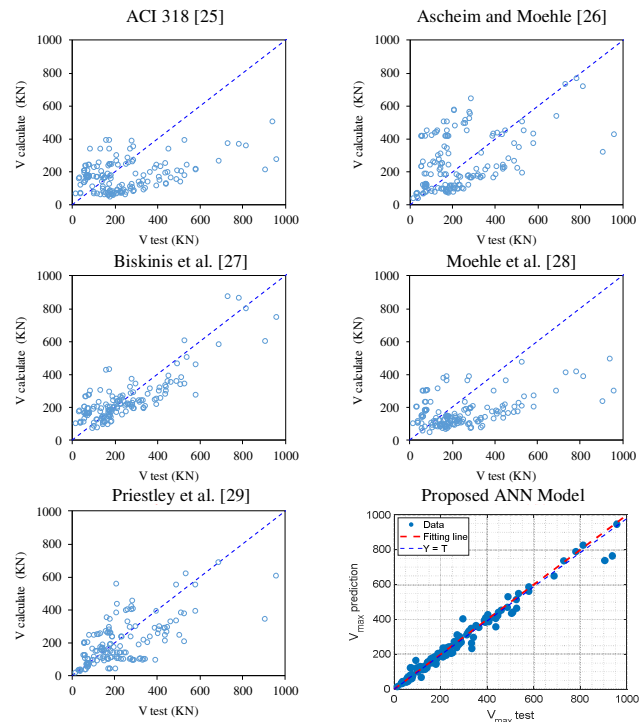 ACI 318 [25]
1000
800
600
400
200
0
V calculate (KN)
0 200 400 600 800 1000
V test (KN)
Ascheim and Moehle [26]
1000
800
600
400
200
0
V calculate (KN)
0 200 400 600 800 1000
V test (KN)
Biskinis et al. [27]
1000
800
600
400
200
0
V calculate (KN)
0 200 400 600 800 1000
V test (KN)
Moehle et al. [28]
1000
800
600
400
200
0
V calculate (KN)
0 200 400 600 800 1000
V test (KN)
Priestley et al. [29]
1000
800
600
400
200
0
V calculate (KN)
0 200 400 600 800 1000
V test (KN)
Proposed ANN Model
1000
800
600
400
200
0
Data
Fitting line
Y = T
Vmax prediction
0 200 400 600 800 1000
Vmax test